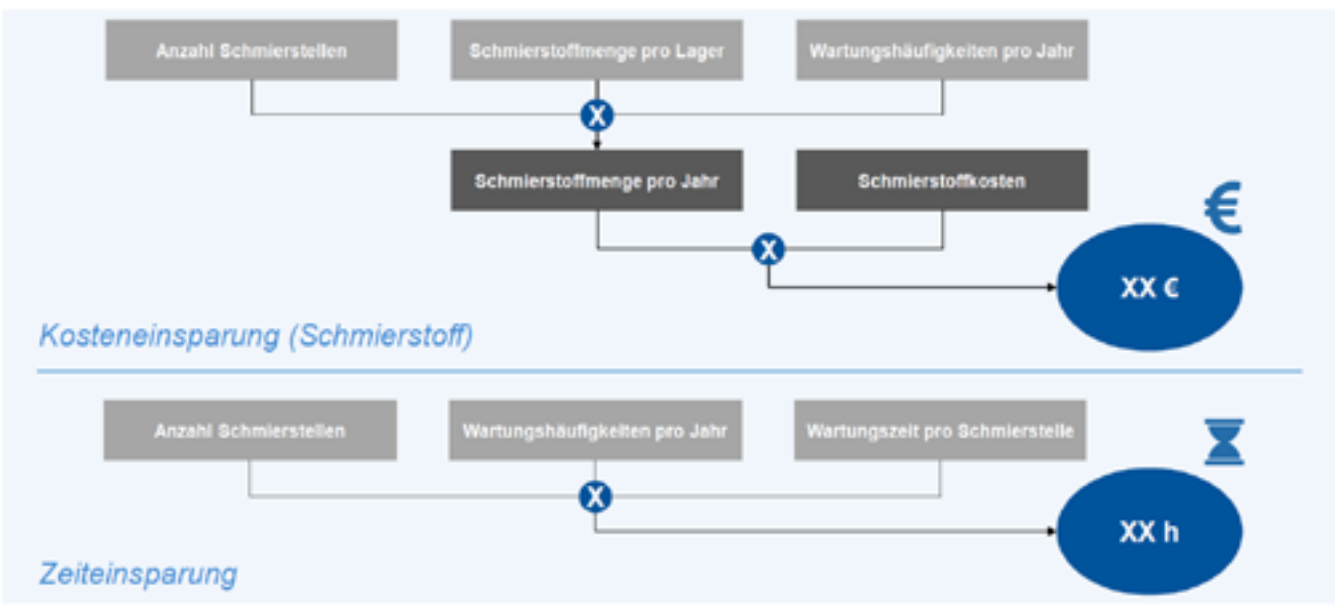 Anzahl Schmierstellen
Schmierstoffmenge pro Lager
Wartungshäufigkeiten pro Jahr
X
Schmierstoffmenge pro Jahr
Schmierstoffkosten
€
X
XX €
Kosteneinsparung (Schmierstoff)
Anzahl Schmierstellen
Wartungshäufigkeiten pro Jahr
Wartungszeit pro Schmierstelle
X
XX h
Zeiteinsparung